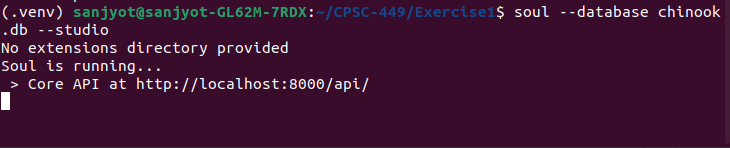 (.venv) sanjyot@sanjyot-GL62M-7RDX:~/CPSC-449/Exercise1$ soul --database chinook
.db --studio
No extensions directory provided
Soul is running...
 > Core API at http://localhost:8000/api/